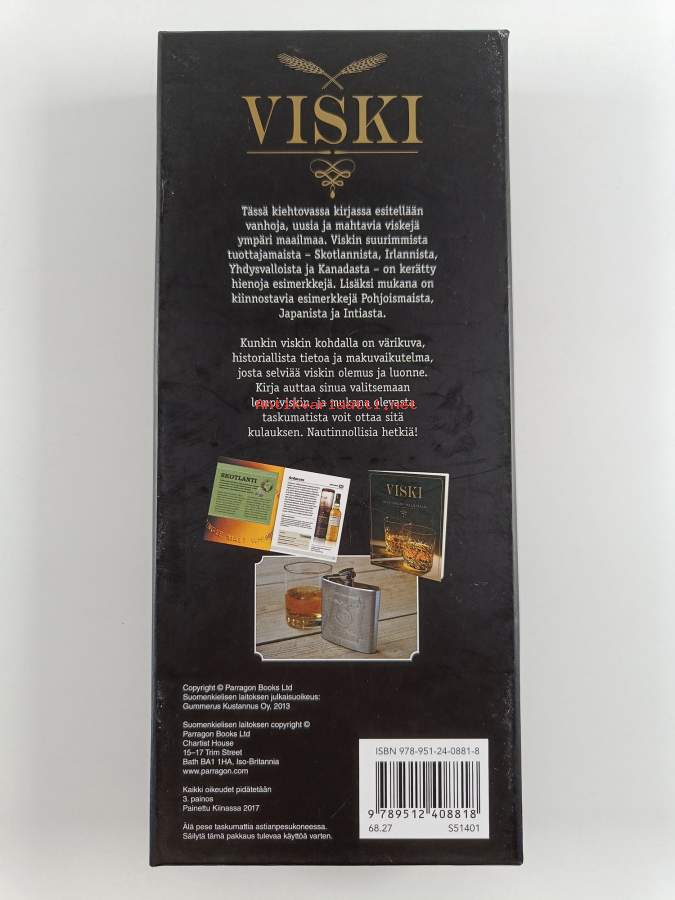 VISKI
Tässä kiehtovassa kirjassa esitellään
vanhoja, uusia ja mahtavia viskejä
ympäri maailmaa. Viskin suurimmista
tuottajamaista – Skotlannista, Irlannista,
Yhdysvalloista ja Kanadasta – on kerätty
hienoja esimerkkejä. Lisäksi mukana on
kiinnostavia esimerkkejä Pohjoismaista,
Japanista ja Intiasta.
Kunkin viskin kohdalla on värikuva,
historiallista tietoa ja makuvaikutelma,
josta selviää viskin olemus ja luonne.
Kirja auttaa sinua valitsemaan
lempiviskin, ja mukana olevasta
Antikvariaatti.net
taskumatista voit ottaa sitä
kulauksen. Nautinnollisia hetkiä!
SKOTLANTI
VISKI
Copyright © Parragon Books Ltd
Suomenkielisen laitoksen julkaisuoikeus:
Gummerus Kustannus Oy, 2013
Suomenkielisen laitoksen copyright ©
Parragon Books Ltd
Chartist House
15–17 Trim Street
Bath BA1 1HA, Iso-Britannia
www.parragon.com
Kaikki oikeudet pidätetään
3. painos
Painettu Kiinassa 2017
Älä pese taskumattia astianpesukoneessa.
Säilytä tämä pakkaus tulevaa käyttöä varten.
ISBN 978-951-24-0881-8
9 789512 408818
68.27 S51401